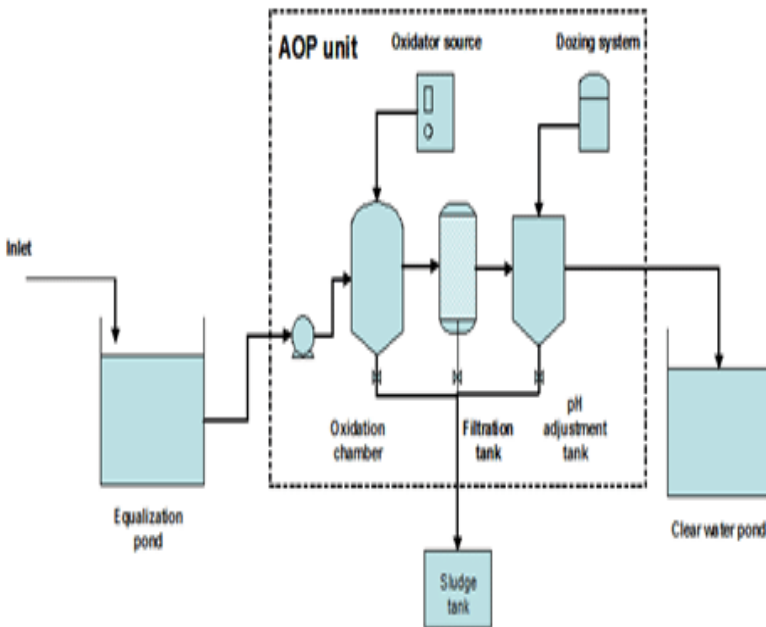 AOP unit
Oxidator source
Dozing system
Inlet
Oxidation
chamber
Filtration
tank
pH
adjustment
tank
Equalization
pond
Clear water pond
Sludge
tank